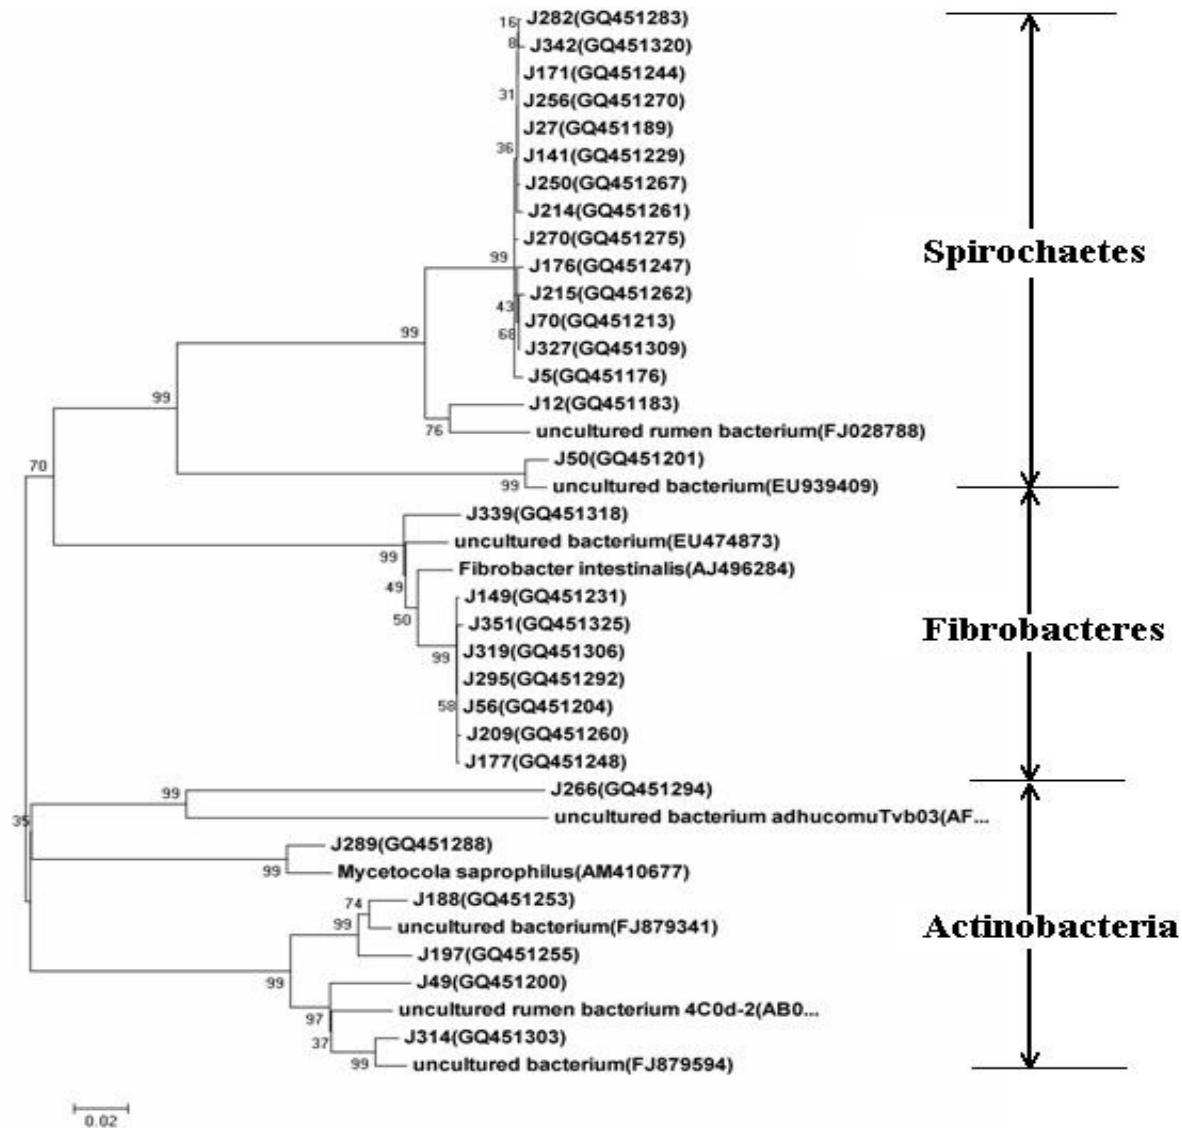 16
J282(GQ451283)
8
J342(GQ451320)
J171(GQ451244)
31
J256(GQ451270)
J27(GQ451189)
36
J141(GQ451229)
J250(GQ451267)
J214(GQ451261)
J270(GQ451275)
Spirochaetes
99
J176(GQ451247)
J215(GQ451262)
43
J70(GQ451213)
68
99
J327(GQ451309)
J5(GQ451176)
99
J12(GQ451183)
76
uncultured rumen bacterium(FJ028788)
J50(GQ451201)
70
99
uncultured bacterium(EU939409)
J339(GQ451318)
uncultured bacterium(EU474873)
99
Fibrobacter intestinalis(AJ496284)
49
J149(GQ451231)
50
J351(GQ451325)
Fibrobacteres
J319(GQ451306)
99
J295(GQ451292)
58
J56(GQ451204)
J209(GQ451260)
J177(GQ451248)
99
J266(GQ451294)
35
uncultured bacterium adhucomuTvb03(AF...
J289(GQ451288)
99
Mycetocola saprophilus(AM410677)
74
J188(GQ451253)
99
uncultured bacterium(FJ879341)
Actinobacteria
J197(GQ451255)
99
J49(GQ451200)
97
uncultured rumen bacterium 4C0d-2(AB0...
37
J314(GQ451303)
99
uncultured bacterium(FJ879594)
0.02